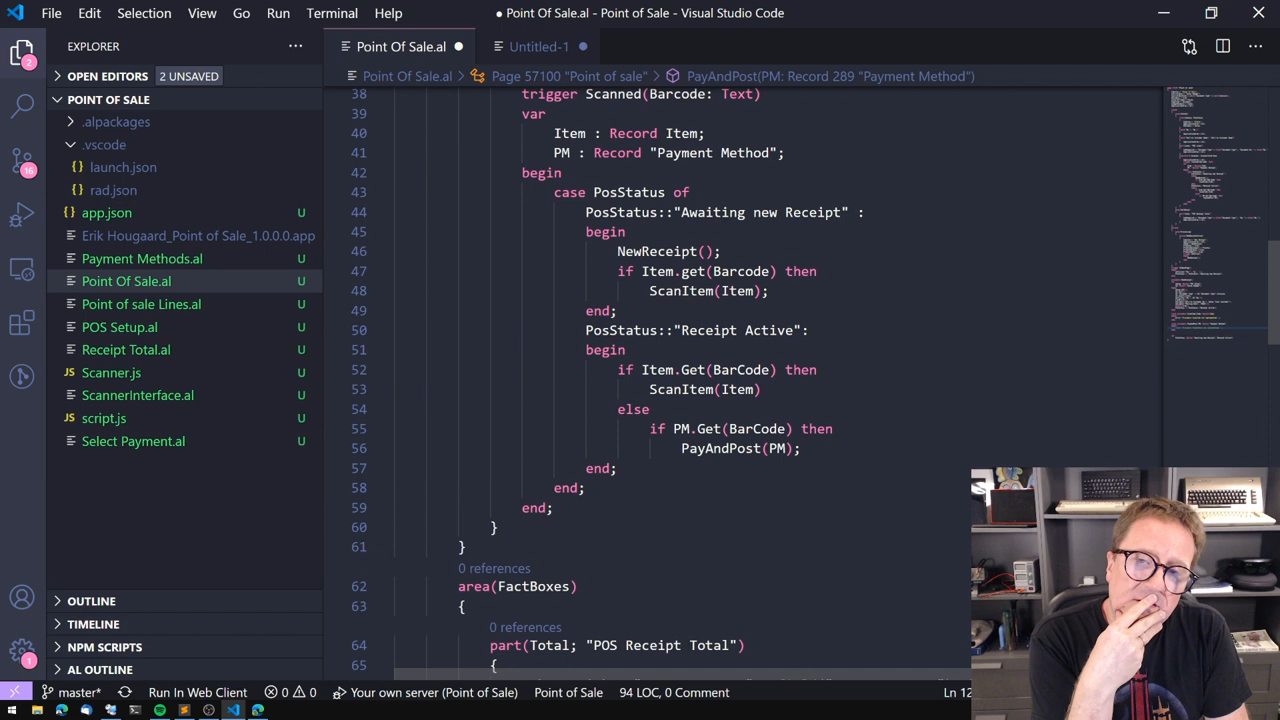 File Edit Selection View Go Run Terminal Help
● Point Of Sale.al - Point of Sale - Visual Studio Code
EXPLORER
Point Of Sale.al
Untitled-1
OPEN EDITORS 2 UNSAVED
Point Of Sale.al > Page 57100 "Point of sale" > PayAndPost(PM: Record 289 "Payment Method")
POINT OF SALE
.alpackages
.vscode
launch.json
rad.json
app.json U
Erik Hougaard_Point of Sale_1.0.0.0.app
Payment Methods.al U
Point Of Sale.al U
Point of sale Lines.al U
POS Setup.al U
Receipt Total.al U
JS Scanner.js U
ScannerInterface.al U
JS script.js U
Select Payment.al U
OUTLINE
TIMELINE
NPM SCRIPTS
AL OUTLINE
2
16
1
38 trigger Scanned(Barcode: Text)
39 var
40 Item : Record Item;
41 PM : Record "Payment Method";
42 begin
43 case PosStatus of
44 PosStatus::"Awaiting new Receipt" :
45 begin
46 NewReceipt();
47 if Item.get(Barcode) then
48 ScanItem(Item);
49 end;
50 PosStatus::"Receipt Active":
51 begin
52 if Item.Get(BarCode) then
53 ScanItem(Item)
54 else
55 if PM.Get(BarCode) then
56 PayAndPost(PM);
57 end;
58 end;
59 end;
60 }
61 }
0 references
62 area(FactBoxes)
63 {
0 references
64 part(Total; "POS Receipt Total")
65 {
master* Run In Web Client 0 0 Your own server (Point of Sale) Point of Sale 94 LOC, 0 Comment Ln 12